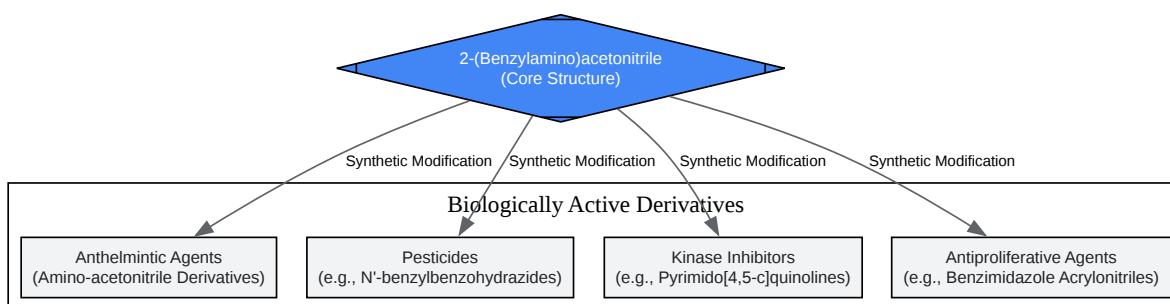 2-(Benzylamino)acetonitrile
(Core Structure)
Synthetic Modification
Synthetic Modification
Synthetic Modification
Synthetic Modification
Biologically Active Derivatives
Anthelmintic Agents
(Amino-acetonitrile Derivatives)
Pesticides
(e.g., N'-benzylbenzohydrazides)
Kinase Inhibitors
(e.g., Pyrimido[4,5-c]quinolines)
Antiproliferative Agents
(e.g., Benzimidazole Acrylonitriles)